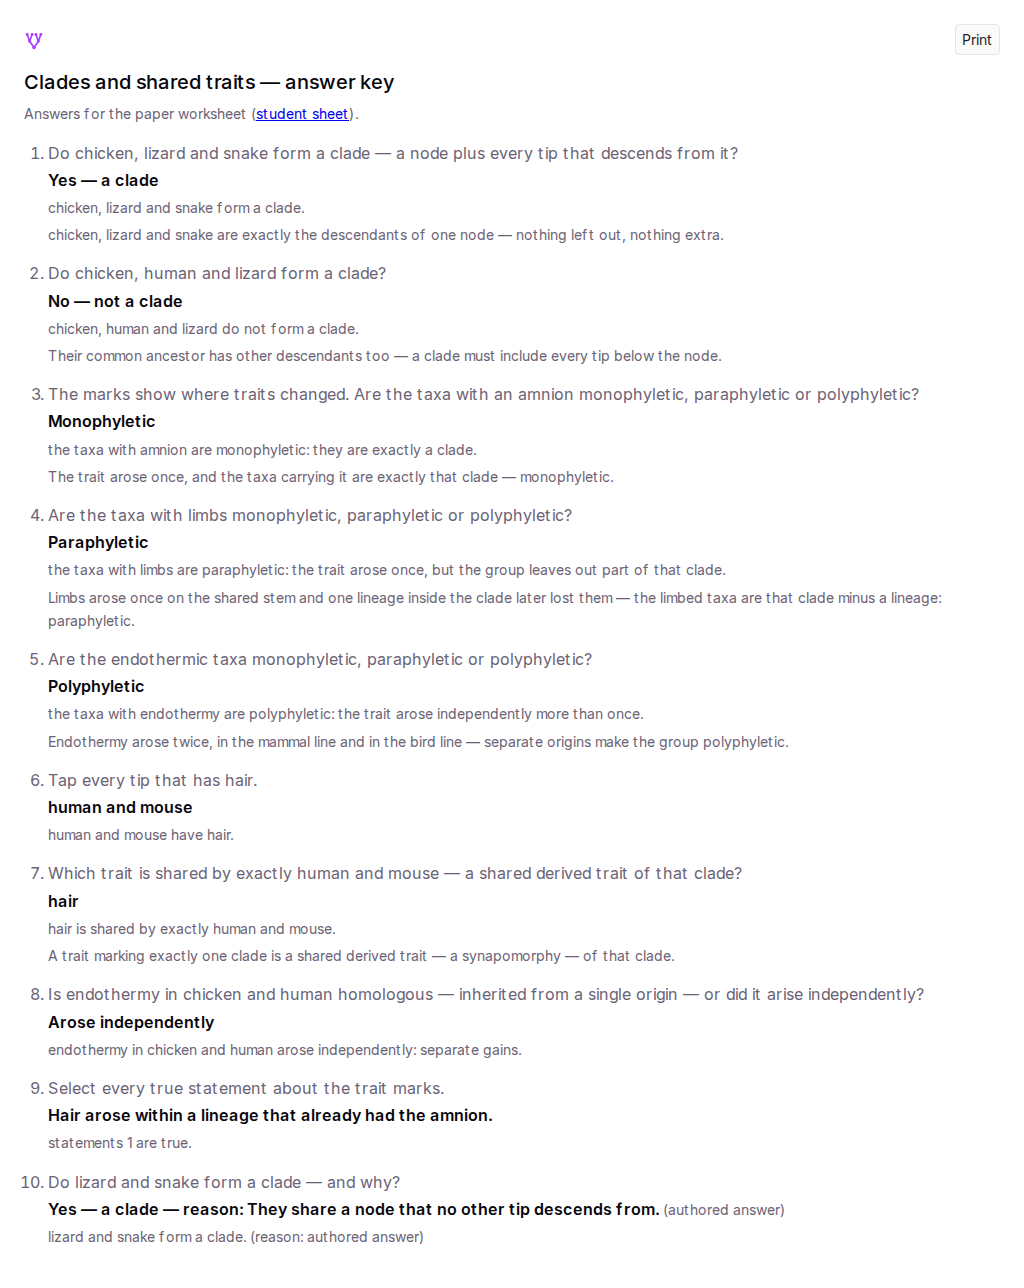 Print
Clades and shared traits — answer key
Answers for the paper worksheet (student sheet).
1. Do chicken, lizard and snake form a clade — a node plus every tip that descends from it?
Yes — a clade
chicken, lizard and snake form a clade.
chicken, lizard and snake are exactly the descendants of one node — nothing left out, nothing extra.
2. Do chicken, human and lizard form a clade?
No — not a clade
chicken, human and lizard do not form a clade.
Their common ancestor has other descendants too — a clade must include every tip below the node.
3. The marks show where traits changed. Are the taxa with an amnion monophyletic, paraphyletic or polyphyletic?
Monophyletic
the taxa with amnion are monophyletic: they are exactly a clade.
The trait arose once, and the taxa carrying it are exactly that clade — monophyletic.
4. Are the taxa with limbs monophyletic, paraphyletic or polyphyletic?
Paraphyletic
the taxa with limbs are paraphyletic: the trait arose once, but the group leaves out part of that clade.
Limbs arose once on the shared stem and one lineage inside the clade later lost them — the limbed taxa are that clade minus a lineage:
paraphyletic.
5. Are the endothermic taxa monophyletic, paraphyletic or polyphyletic?
Polyphyletic
the taxa with endothermy are polyphyletic: the trait arose independently more than once.
Endothermy arose twice, in the mammal line and in the bird line — separate origins make the group polyphyletic.
6. Tap every tip that has hair.
human and mouse
human and mouse have hair.
7. Which trait is shared by exactly human and mouse — a shared derived trait of that clade?
hair
hair is shared by exactly human and mouse.
A trait marking exactly one clade is a shared derived trait — a synapomorphy — of that clade.
8. Is endothermy in chicken and human homologous — inherited from a single origin — or did it arise independently?
Arose independently
endothermy in chicken and human arose independently: separate gains.
9. Select every true statement about the trait marks.
Hair arose within a lineage that already had the amnion.
statements 1 are true.
10. Do lizard and snake form a clade — and why?
Yes — a clade — reason: They share a node that no other tip descends from. (authored answer)
lizard and snake form a clade. (reason: authored answer)